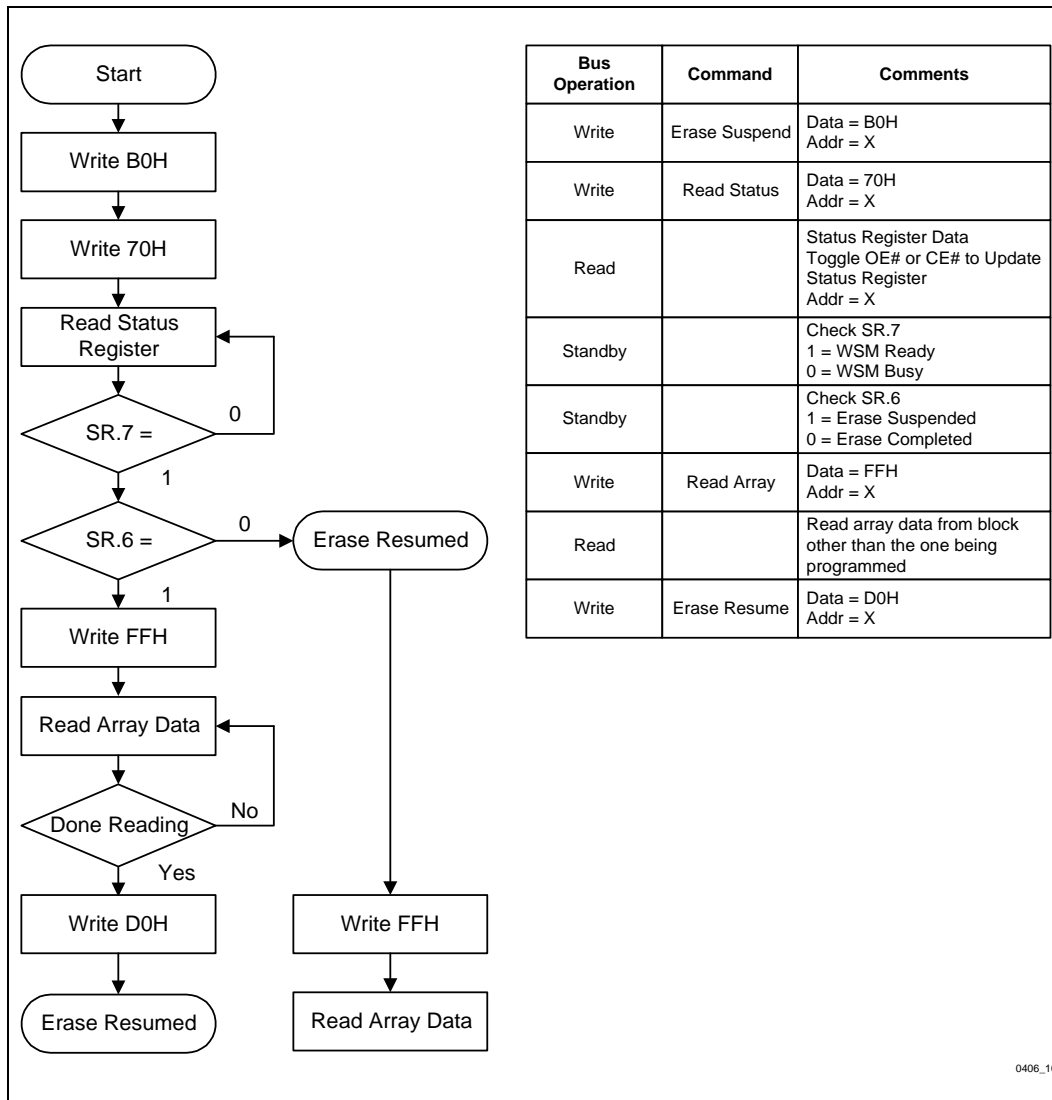 Start
Write B0H
Write 70H
Read Status
Register
SR.7 =
0
1
SR.6 =
0
Erase Resumed
1
Write FFH
Read Array Data
Done Reading
No
Yes
Write D0H
Write FFH
Erase Resumed
Read Array Data
Bus
Operation
Command
Comments
Write
Erase Suspend
Data = B0H
Addr = X
Write
Read Status
Data = 70H
Addr = X
Read
Status Register Data
Toggle OE# or CE# to Update
Status Register
Addr = X
Standby
Check SR.7
1 = WSM Ready
0 = WSM Busy
Standby
Check SR.6
1 = Erase Suspended
0 = Erase Completed
Write
Read Array
Data = FFH
Addr = X
Read
Read array data from block
other than the one being
programmed
Write
Erase Resume
Data = D0H
Addr = X